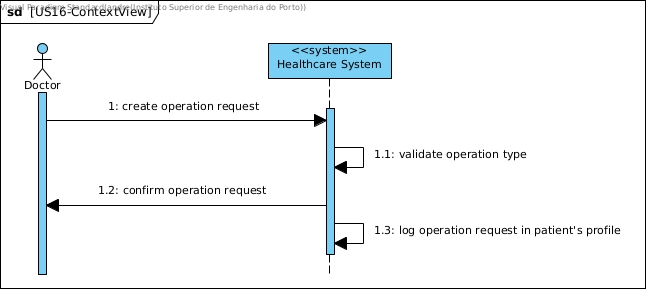 Visual Paradigm Standard(andre(Instituto Superior de Engenharia do Porto))
sd [US16-ContextView]
<<system>>
Healthcare System
Doctor
1: create operation request
1.1: validate operation type
1.2: confirm operation request
1.3: log operation request in patient's profile